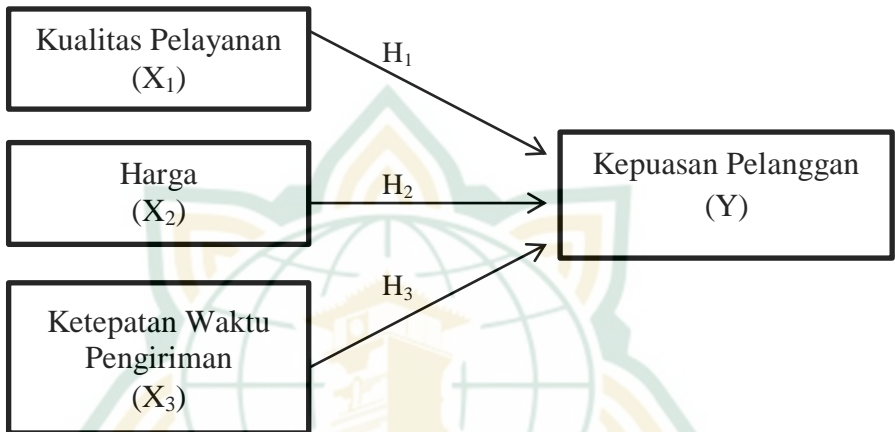 Kualitas Pelayanan
(X₁)
H₁
Harga
(X₂)
H₂
Ketepatan Waktu
Pengiriman
(X₃)
H₃
Kepuasan Pelanggan
(Y)